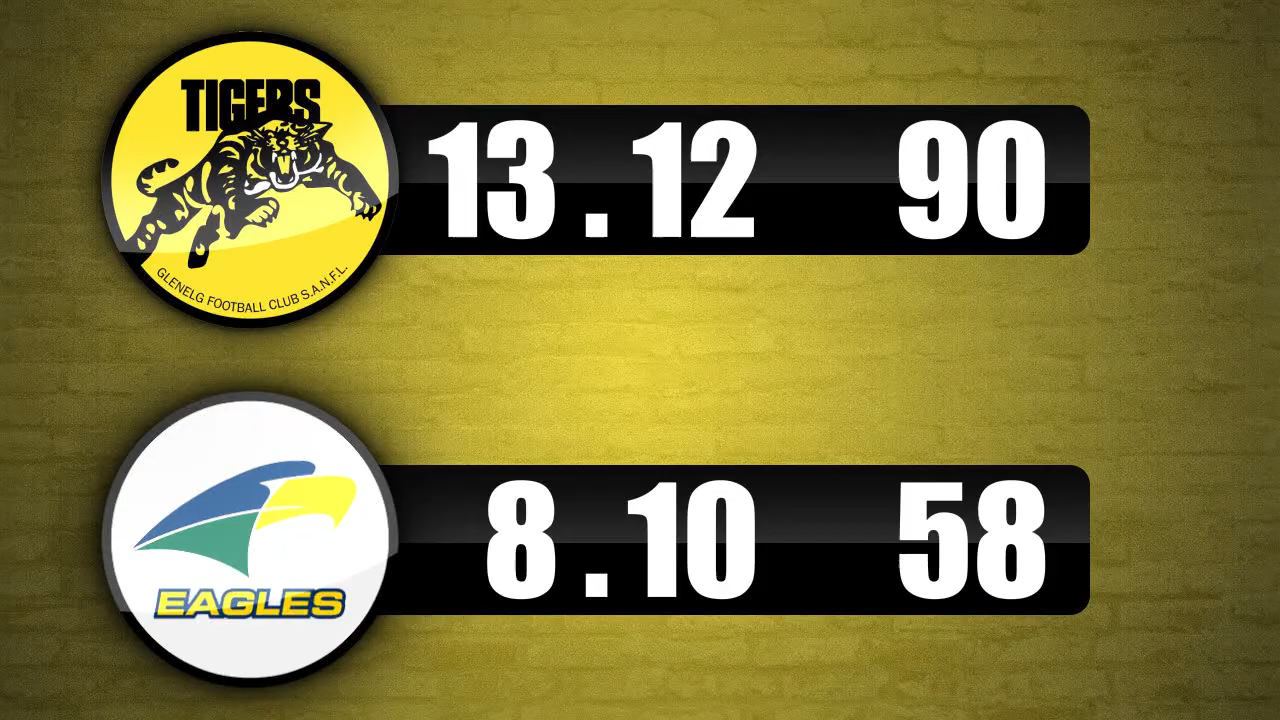 TIGERS
GLENELG FOOTBALL CLUB S.A.N.F.L.
13 . 12 90
EAGLES
8 . 10 58